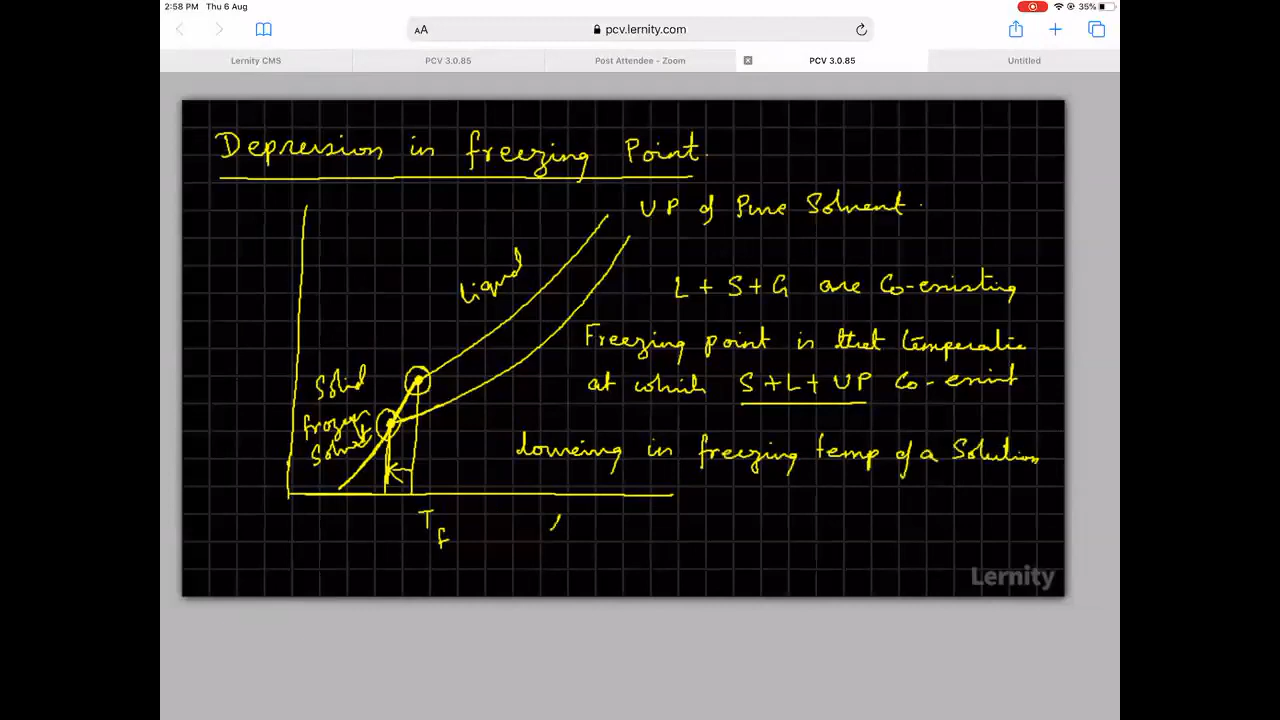 2:58 PM Thu 6 Aug
35%
AA
pcv.lernity.com
Lernity CMS
PCV 3.0.85
Post Attendee - Zoom
PCV 3.0.85
Untitled
Depression in freezing Point.
VP of Pure Solvent.
Liquid
L + S + G are Co-existing
Freezing point is that temperature
at which S + L + VP Co-exist
Solid
frozen
Solvent
lowering in freezing temp of a Solution
Tf
Lernity